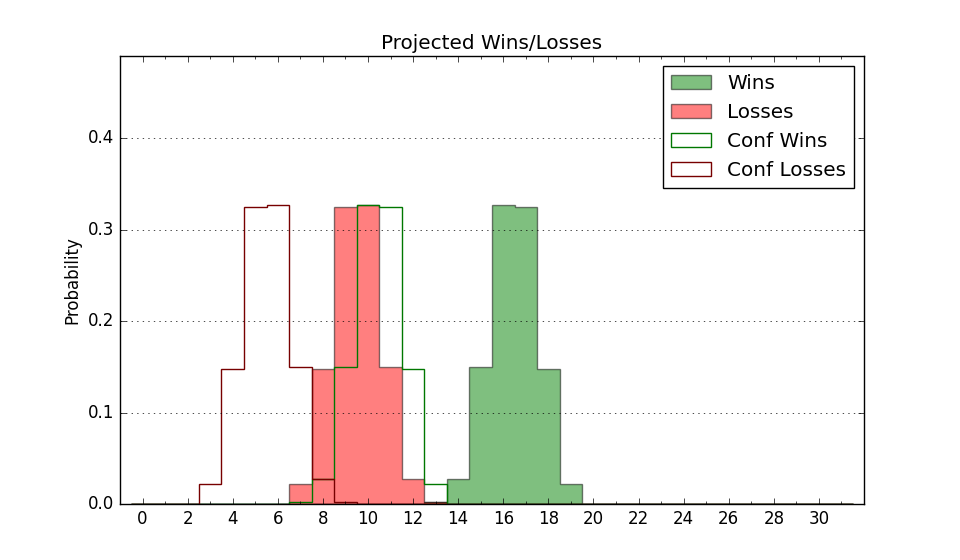 Projected Wins/Losses
Wins
Losses
Conf Wins
Conf Losses
Probability
0.4
0.3
0.2
0.1
0.0
0 2 4 6 8 10 12 14 16 18 20 22 24 26 28 30